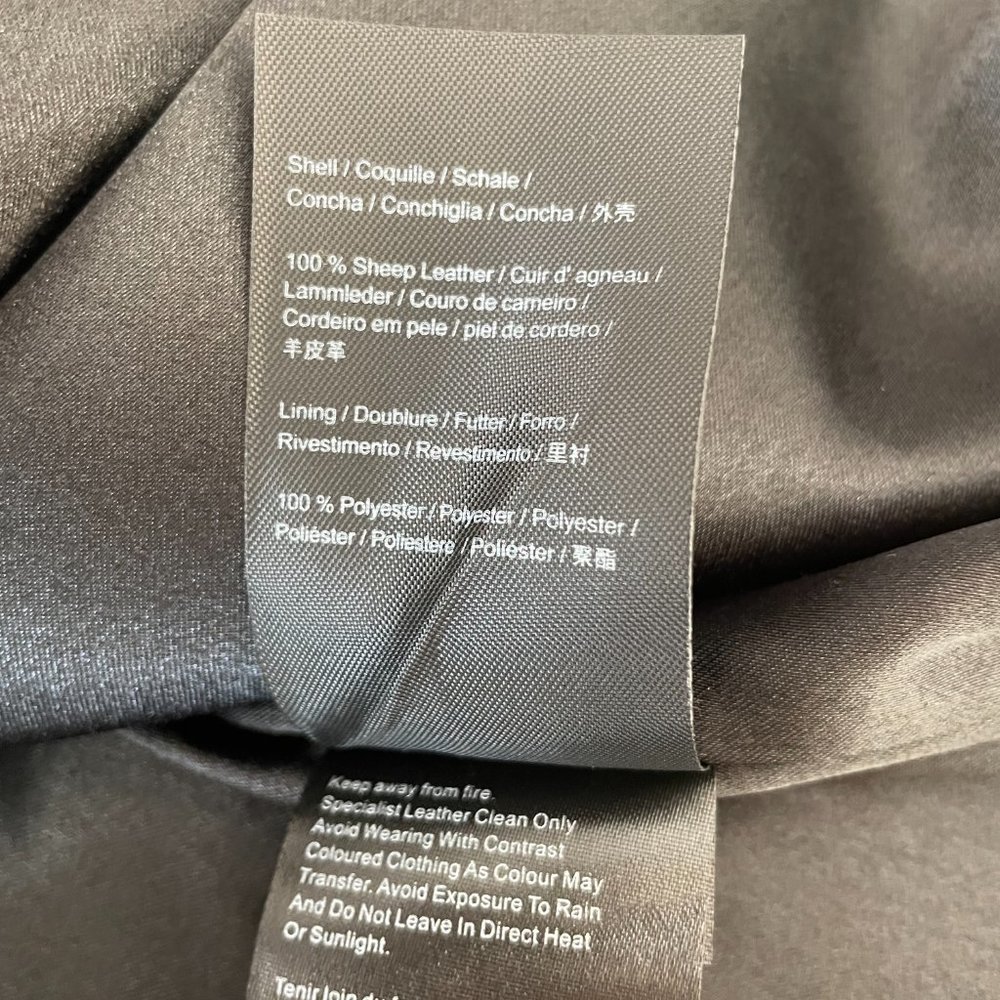 Shell / Coquille / Schale /
Concha / Conchiglia / Concha / 外壳
100 % Sheep Leather / Cuir d' agneau /
Lammleder / Couro de carneiro /
Cordeiro em pele / piel de cordero /
羊皮革
Lining / Doublure / Futter / Forro /
Rivestimento / Revestimento / 里衬
100 % Polyester / Polyester / Polyester /
Poliéster / Poliestere / Poliéster / 聚酯
Keep away from fire.
Specialist Leather Clean Only
Avoid Wearing With Contrast
Coloured Clothing As Colour May
Transfer. Avoid Exposure To Rain
And Do Not Leave In Direct Heat
Or Sunlight.
Tenir loin du